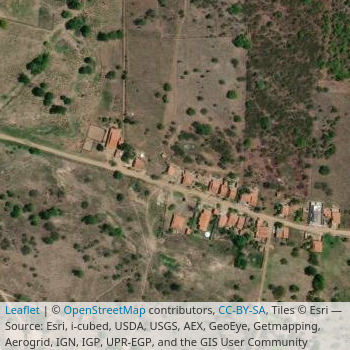 Leaflet | © OpenStreetMap contributors, CC-BY-SA, Tiles © Esri —
Source: Esri, i-cubed, USDA, USGS, AEX, GeoEye, Getmapping,
Aerogrid, IGN, IGP, UPR-EGP, and the GIS User Community